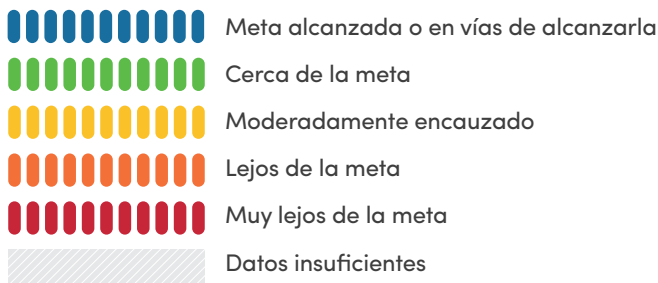 Meta alcanzada o en vías de alcanzarla
Cerca de la meta
Moderadamente encauzado
Lejos de la meta
Muy lejos de la meta
Datos insuficientes